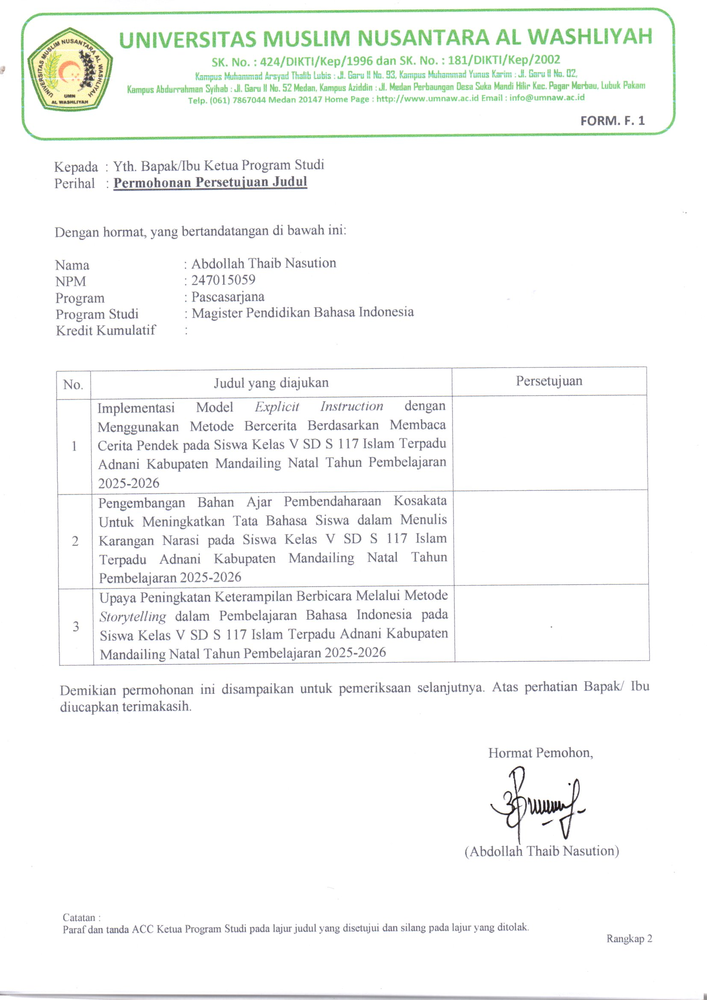 UNIVERSITAS MUSLIM NUSANTARA AL WASHLIYAH
UMN
AL WASHLIYAH
UNIVERSITAS MUSLIM NUSANTARA AL WASHLIYAH
SK. No. : 424/DIKTI/Kep/1996 dan SK. No. : 181/DIKTI/Kep/2002
Kampus Muhammad Arsyad Thalib Lubis : Jl. Garu II No. 93, Kampus Muhammad Yunus Karim : Jl. Garu II No. 02,
Kampus Abdurrahman Syihab : Jl. Garu II No. 52 Medan, Kampus Aziddin : Jl. Medan Perbaungan Desa Suka Mandi Hilir Kec. Pagar Merbau, Lubuk Pakam
Telp. (061) 7867044 Medan 20147 Home Page : http://www.umnaw.ac.id Email : info@umnaw.ac.id
FORM. F. 1
Kepada : Yth. Bapak/Ibu Ketua Program Studi
Perihal : Permohonan Persetujuan Judul
Dengan hormat, yang bertandatangan di bawah ini:
Nama : Abdollah Thaib Nasution
NPM : 247015059
Program : Pascasarjana
Program Studi : Magister Pendidikan Bahasa Indonesia
Kredit Kumulatif :
No. Judul yang diajukan Persetujuan
1
Implementasi Model Explicit Instruction dengan
Menggunakan Metode Bercerita Berdasarkan Membaca
Cerita Pendek pada Siswa Kelas V SD S 117 Islam Terpadu
Adnani Kabupaten Mandailing Natal Tahun Pembelajaran
2025-2026
2
Pengembangan Bahan Ajar Pembendaharaan Kosakata
Untuk Meningkatkan Tata Bahasa Siswa dalam Menulis
Karangan Narasi pada Siswa Kelas V SD S 117 Islam
Terpadu Adnani Kabupaten Mandailing Natal Tahun
Pembelajaran 2025-2026
3
Upaya Peningkatan Keterampilan Berbicara Melalui Metode
Storytelling dalam Pembelajaran Bahasa Indonesia pada
Siswa Kelas V SD S 117 Islam Terpadu Adnani Kabupaten
Mandailing Natal Tahun Pembelajaran 2025-2026
Demikian permohonan ini disampaikan untuk pemeriksaan selanjutnya. Atas perhatian Bapak/ Ibu
diucapkan terimakasih.
Hormat Pemohon,
(Abdollah Thaib Nasution)
Catatan :
Paraf dan tanda ACC Ketua Program Studi pada lajur judul yang disetujui dan silang pada lajur yang ditolak.
Rangkap 2